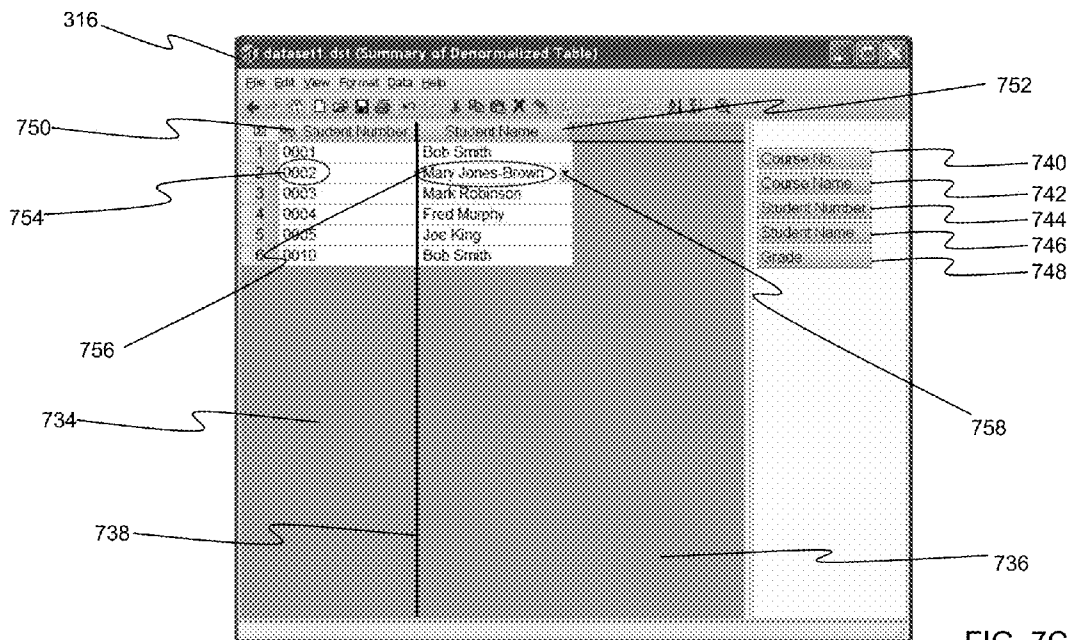 316
dataset1.dst (Summary of Denormalized Table)
File Edit View Format Data Help
752
750
Student Number Student Name
1 0001 Bob Smith
2 0002 Mary Jones-Brown
3 0003 Mark Robinson
4 0004 Fred Murphy
5 0005 Joe King
6 0010 Bob Smith
Course No.
Course Name
Student Number
Student Name
Grade
740
742
744
746
748
754
756
734
758
738
736
FIG. 7C